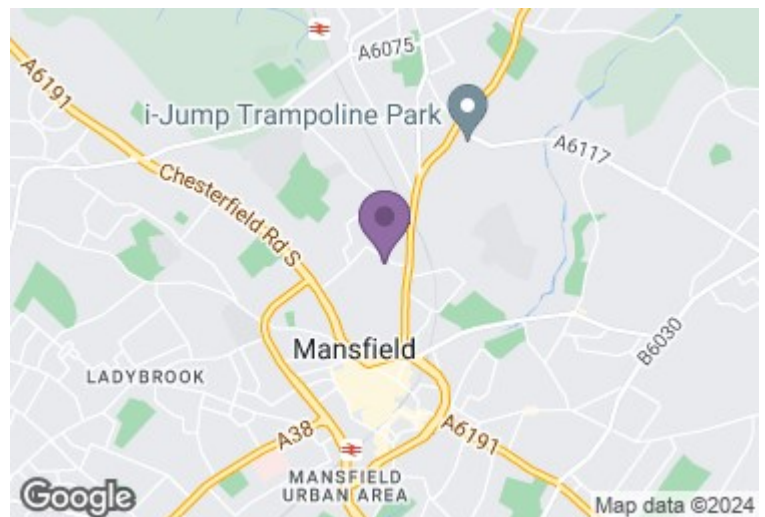 A6075
A6191
i-Jump Trampoline Park
A6117
Chesterfield Rd S
Mansfield
B6030
LADYBROOK
A38
A6191
MANSFIELD
URBAN AREA
Google
Map data ©2024